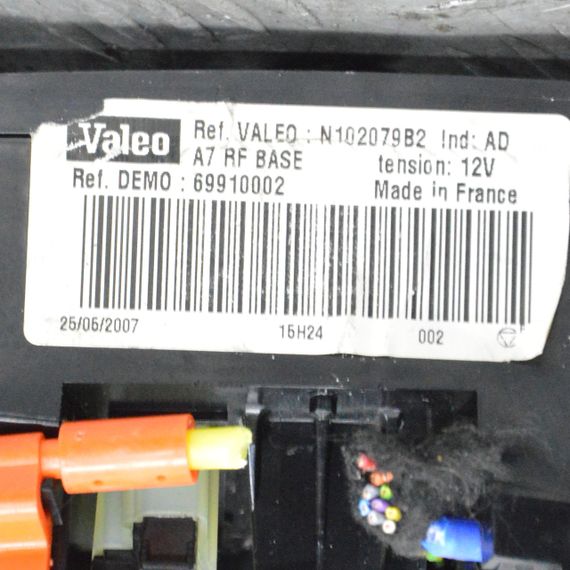 Valeo Ref. VALEO : N102079B2 Ind: AD
A7 RF BASE tension: 12V
Ref. DEMO : 69910002 Made in France
25/05/2007 15H24 002